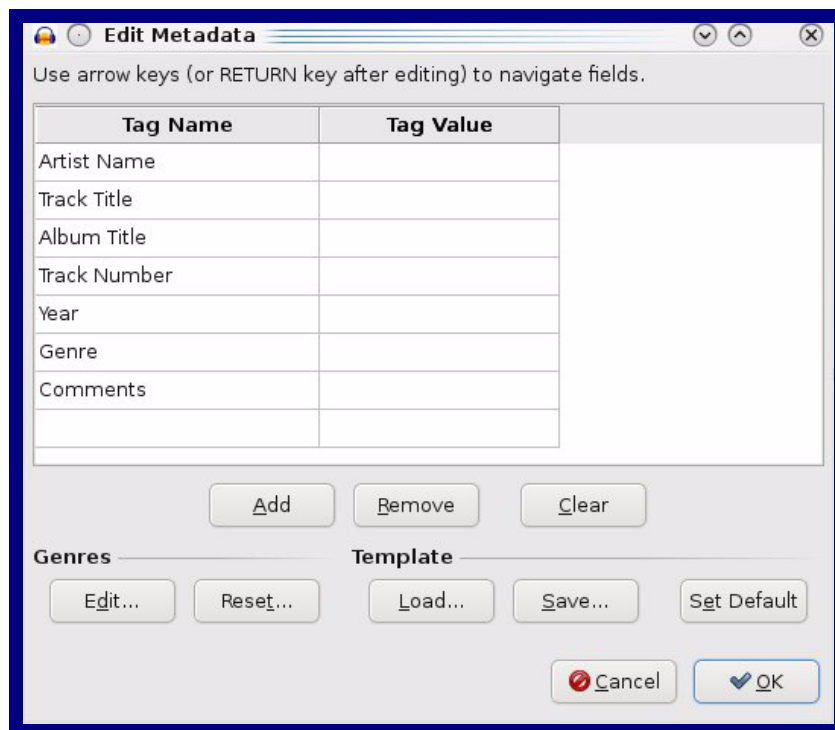 Edit Metadata
Use arrow keys (or RETURN key after editing) to navigate fields.
Tag Name Tag Value
Artist Name
Track Title
Album Title
Track Number
Year
Genre
Comments
Add Remove Clear
Genres Template
Edit... Reset... Load... Save... Set Default
Cancel OK